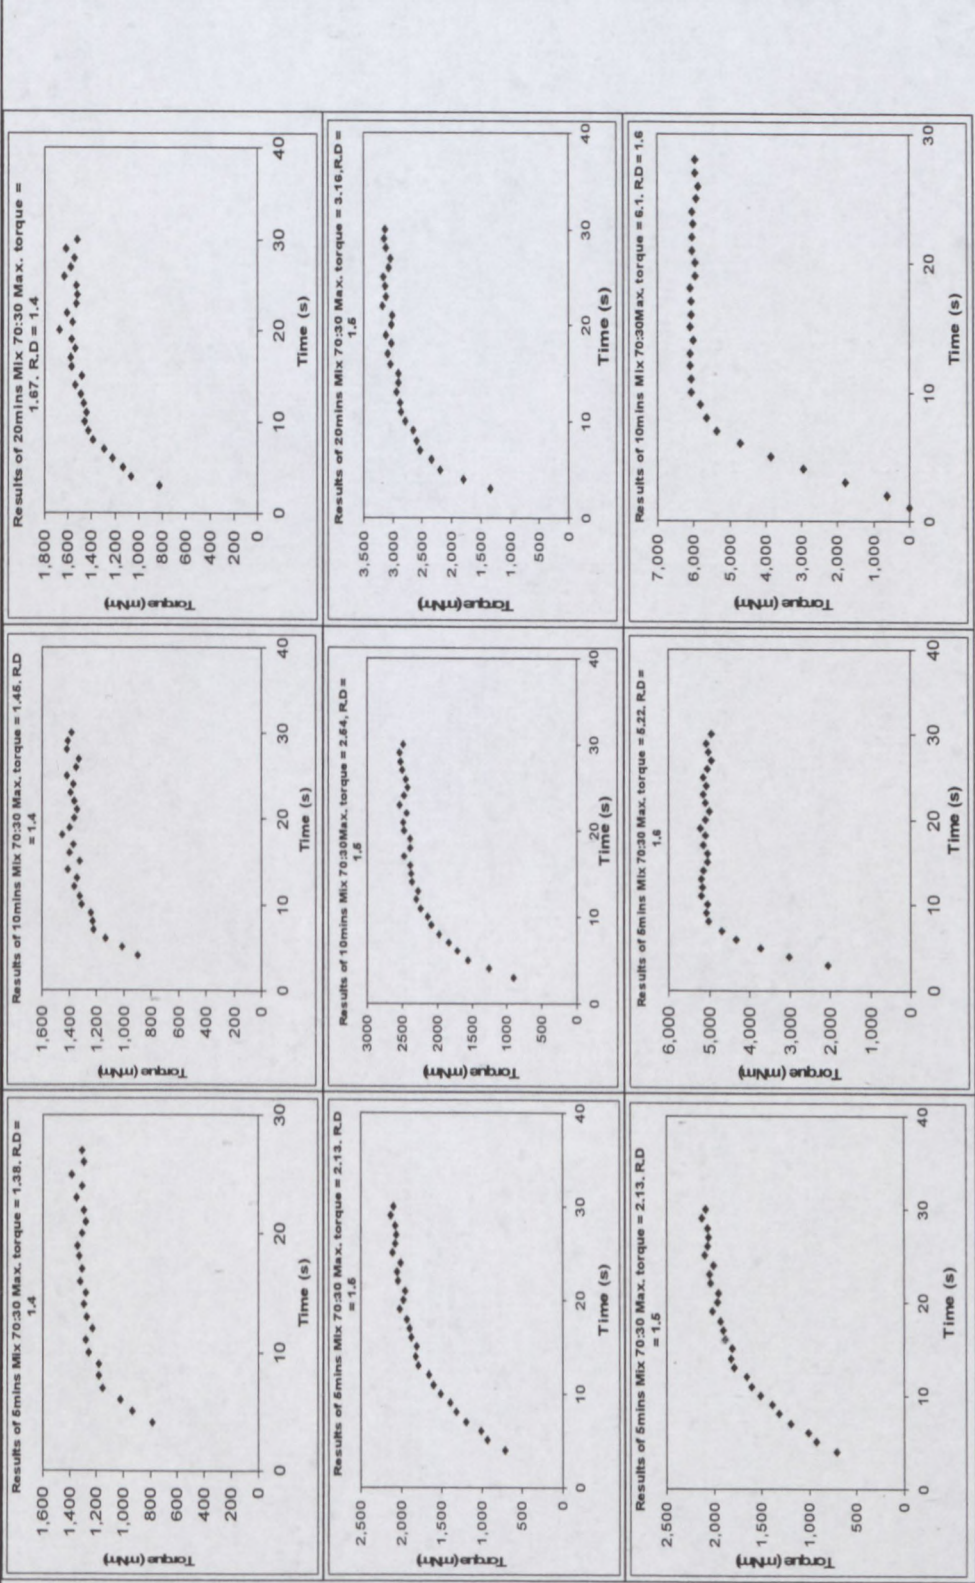 Results of 5mins Mix 70:30 Max. torque = 1.38. R.D =
1.4
1,600
1,400
1,200
1,000
800
600
400
200
0
Torque (mNm)
0 10 20 30
Time (s)
Results of 10mins Mix 70:30 Max. torque = 1.45. R.D
= 1.4
1,600
1,400
1,200
1,000
800
600
400
200
0
Torque (mNm)
0 10 20 30 40
Time (s)
Results of 20mins Mix 70:30 Max. torque =
1.67. R.D = 1.4
1,800
1,600
1,400
1,200
1,000
800
600
400
200
0
Torque (mNm)
0 10 20 30 40
Time (s)
Results of 5mins Mix 70:30 Max. torque = 2.13. R.D
= 1.5
2,500
2,000
1,500
1,000
500
0
Torque (mNm)
0 10 20 30 40
Time (s)
Results of 10mins Mix 70:30Max. torque = 2.54, R.D =
1.5
3000
2500
2000
1500
1000
500
0
Torque (mNm)
0 10 20 30 40
Time (s)
Results of 20mins Mix 70:30 Max. torque = 3.16,R.D =
1.5
3,500
3,000
2,500
2,000
1,500
1,000
500
0
Torque (mNm)
0 10 20 30 40
Time (s)
Results of 5mins Mix 70:30 Max. torque = 2.13. R.D
= 1.5
2,500
2,000
1,500
1,000
500
0
Torque (mNm)
0 10 20 30 40
Time (s)
Results of 5mins Mix 70:30 Max. torque = 5.22. R.D =
1.6
6,000
5,000
4,000
3,000
2,000
1,000
0
Torque (mNm)
0 10 20 30 40
Time (s)
Results of 10mins Mix 70:30Max. torque = 6.1. R.D = 1.6
7,000
6,000
5,000
4,000
3,000
2,000
1,000
0
Torque (mNm)
0 10 20 30
Time (s)